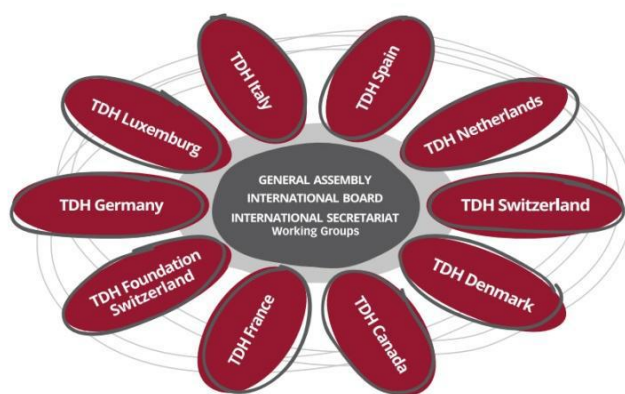 TDH Italy
TDH Spain
TDH Luxemburg
TDH Netherlands
GENERAL ASSEMBLY
INTERNATIONAL BOARD
INTERNATIONAL SECRETARIAT
Working Groups
TDH Germany
TDH Switzerland
TDH Foundation
Switzerland
TDH Denmark
TDH France
TDH Canada